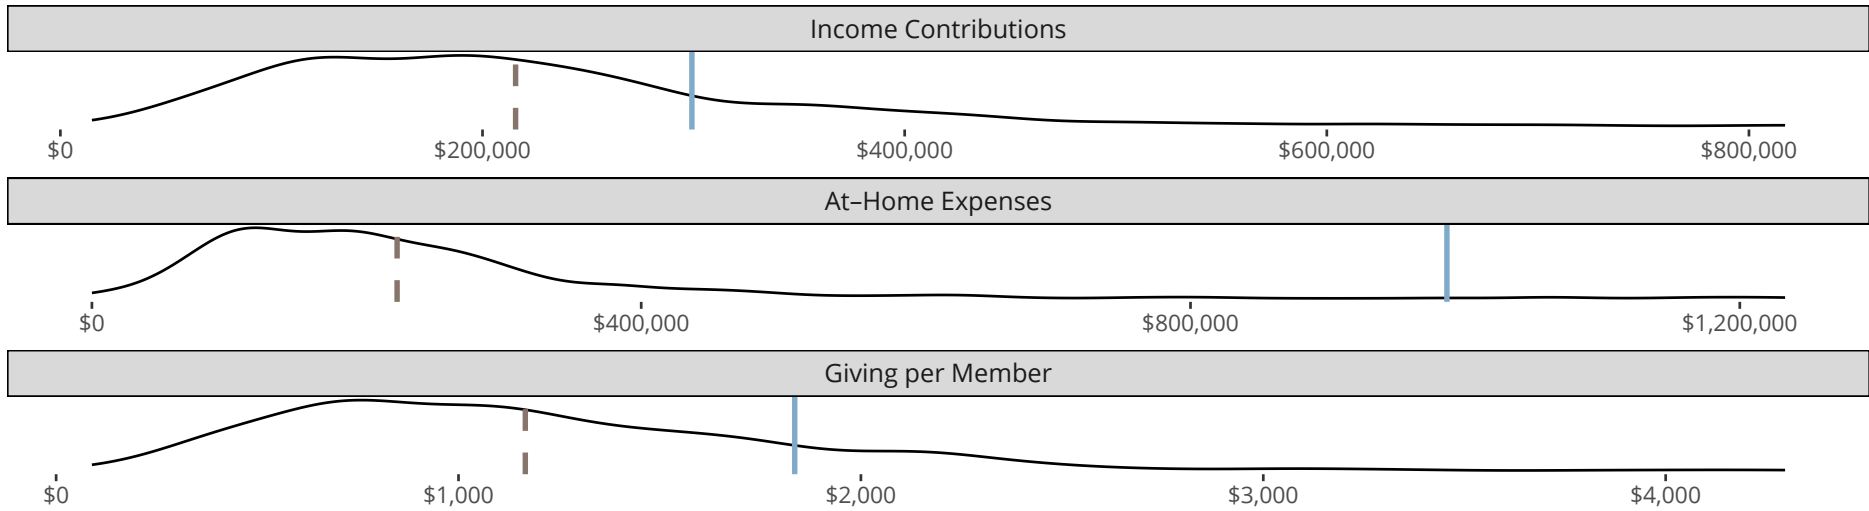 Income Contributions
$0 $200,000 $400,000 $600,000 $800,000
At–Home Expenses
$0 $400,000 $800,000 $1,200,000
Giving per Member
$0 $1,000 $2,000 $3,000 $4,000